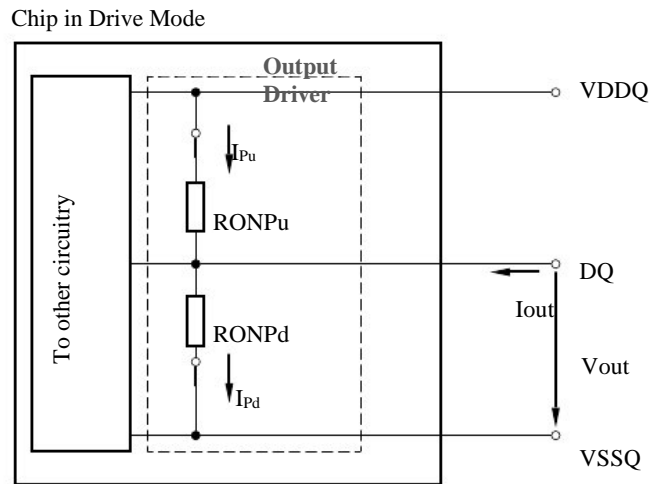 Chip in Drive Mode
Output
Driver
VDDQ
IPu
RONPu
To other circuitry
DQ
Iout
RONPd
Vout
IPd
VSSQ